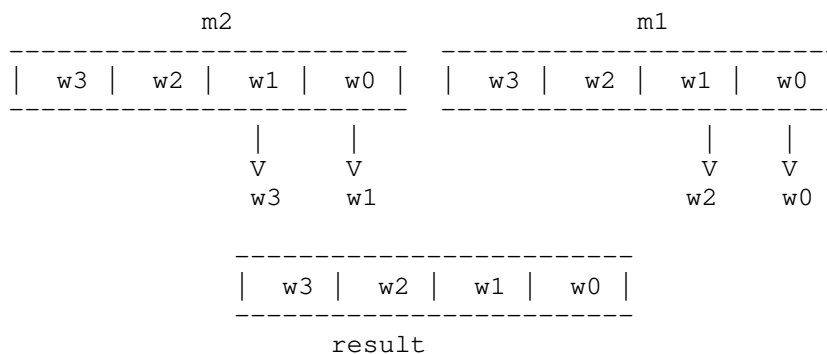 m2 m1
| w3 | w2 | w1 | w0 | | w3 | w2 | w1 | w0
| | | |
V V V V
w3 w1 w2 w0
| w3 | w2 | w1 | w0 |
result